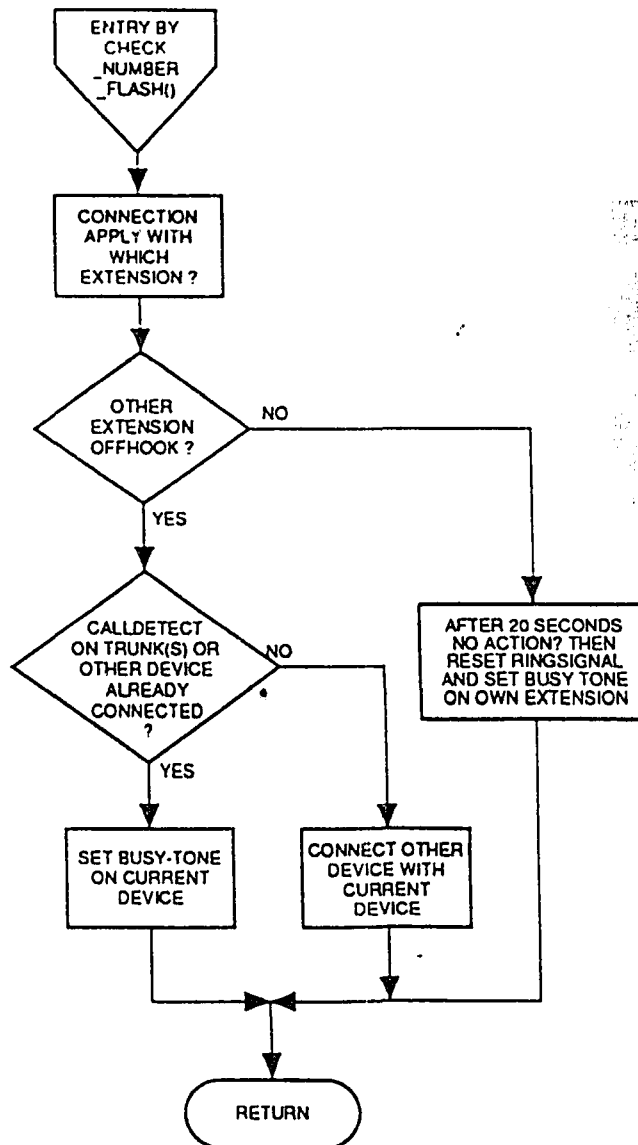 ENTRY BY
CHECK
_NUMBER
_FLASH()
CONNECTION
APPLY WITH
WHICH
EXTENSION ?
OTHER
EXTENSION
OFFHOOK ?
NO
YES
CALLDETECT
ON TRUNK(S) OR
OTHER DEVICE
ALREADY
CONNECTED
?
NO
YES
AFTER 20 SECONDS
NO ACTION? THEN
RESET RINGSIGNAL
AND SET BUSY TONE
ON OWN EXTENSION
SET BUSY-TONE
ON CURRENT
DEVICE
CONNECT OTHER
DEVICE WITH
CURRENT
DEVICE
RETURN